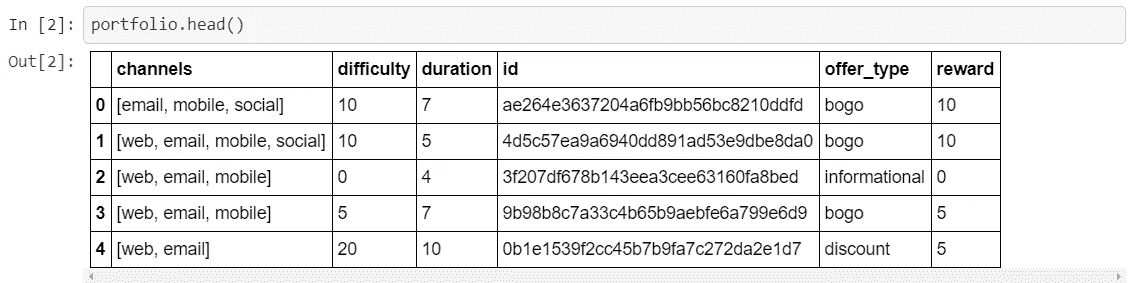 In [2]: portfolio.head()
Out[2]:
channels difficulty duration id offer_type reward
0 [email, mobile, social] 10 7 ae264e3637204a6fb9bb56bc8210ddfd bogo 10
1 [web, email, mobile, social] 10 5 4d5c57ea9a6940dd891ad53e9dbe8da0 bogo 10
2 [web, email, mobile] 0 4 3f207df678b143eea3cee63160fa8bed informational 0
3 [web, email, mobile] 5 7 9b98b8c7a33c4b65b9aebfe6a799e6d9 bogo 5
4 [web, email] 20 10 0b1e1539f2cc45b7b9fa7c272da2e1d7 discount 5